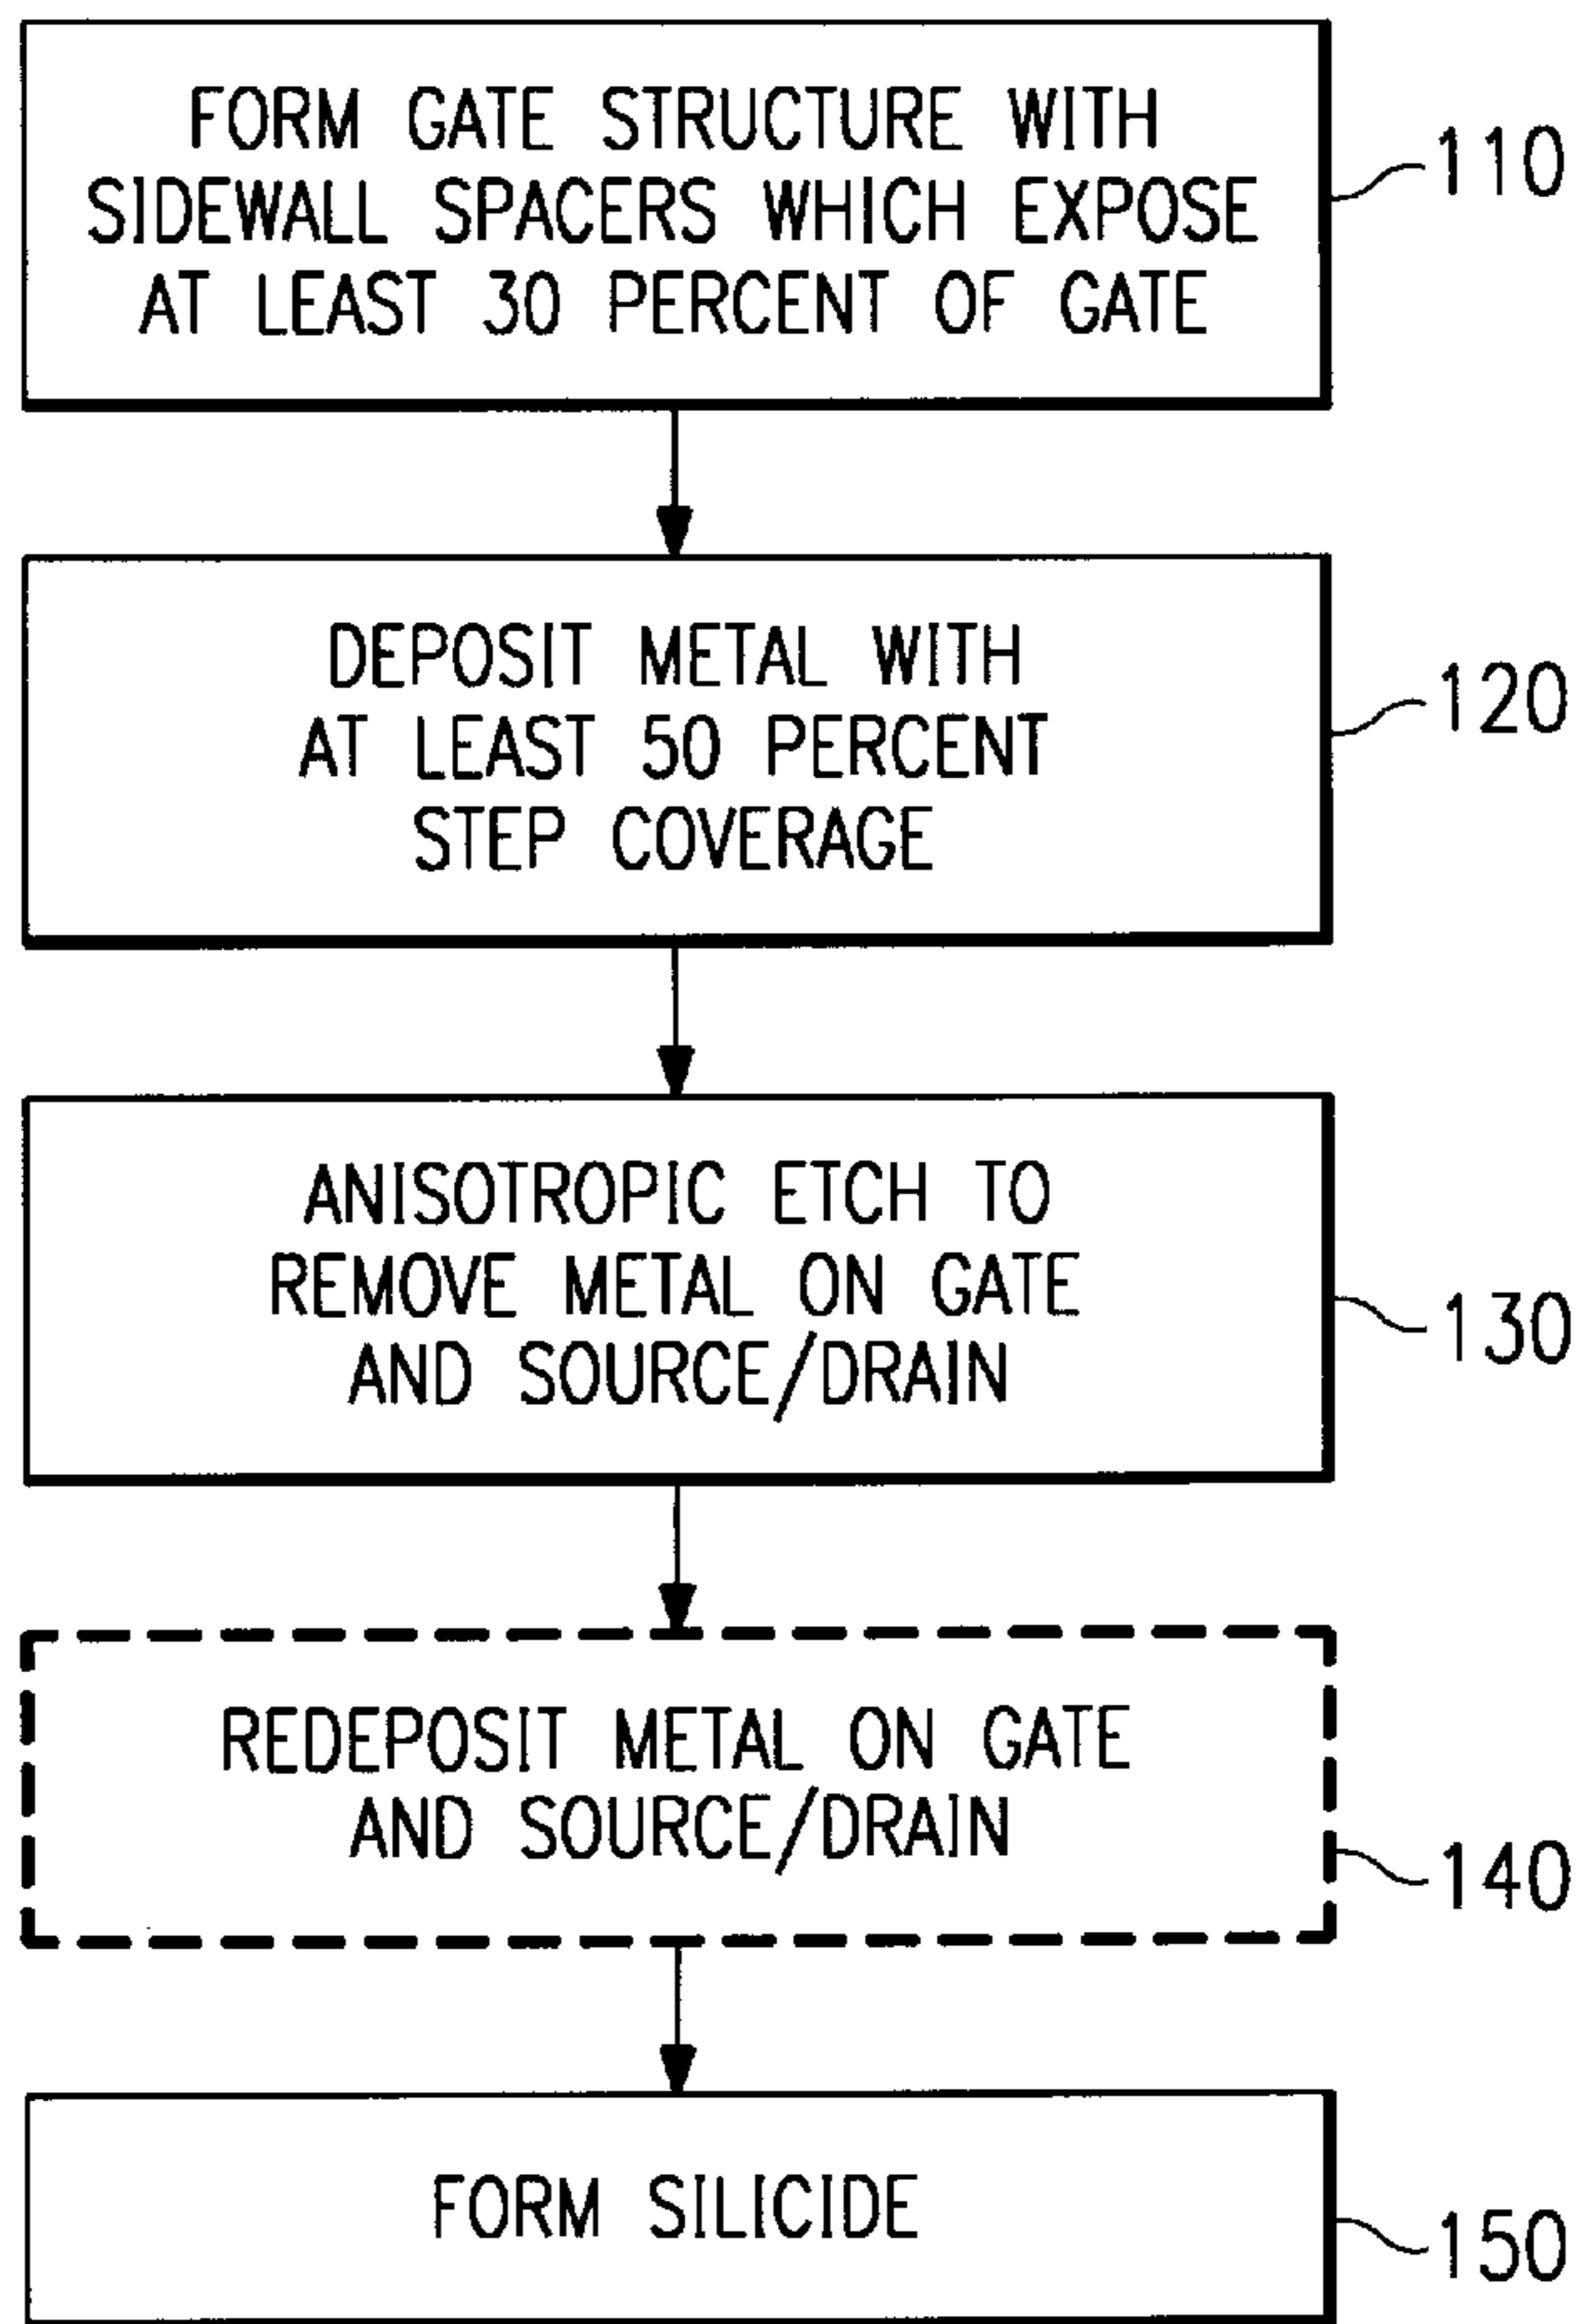 FORM GATE STRUCTURE WITH
SIDEWALL SPACERS WHICH EXPOSE
AT LEAST 30 PERCENT OF GATE
110
DEPOSIT METAL WITH
AT LEAST 50 PERCENT
STEP COVERAGE
120
ANISOTROPIC ETCH TO
REMOVE METAL ON GATE
AND SOURCE/DRAIN
130
REDEPOSIT METAL ON GATE
AND SOURCE/DRAIN
140
FORM SILICIDE
150